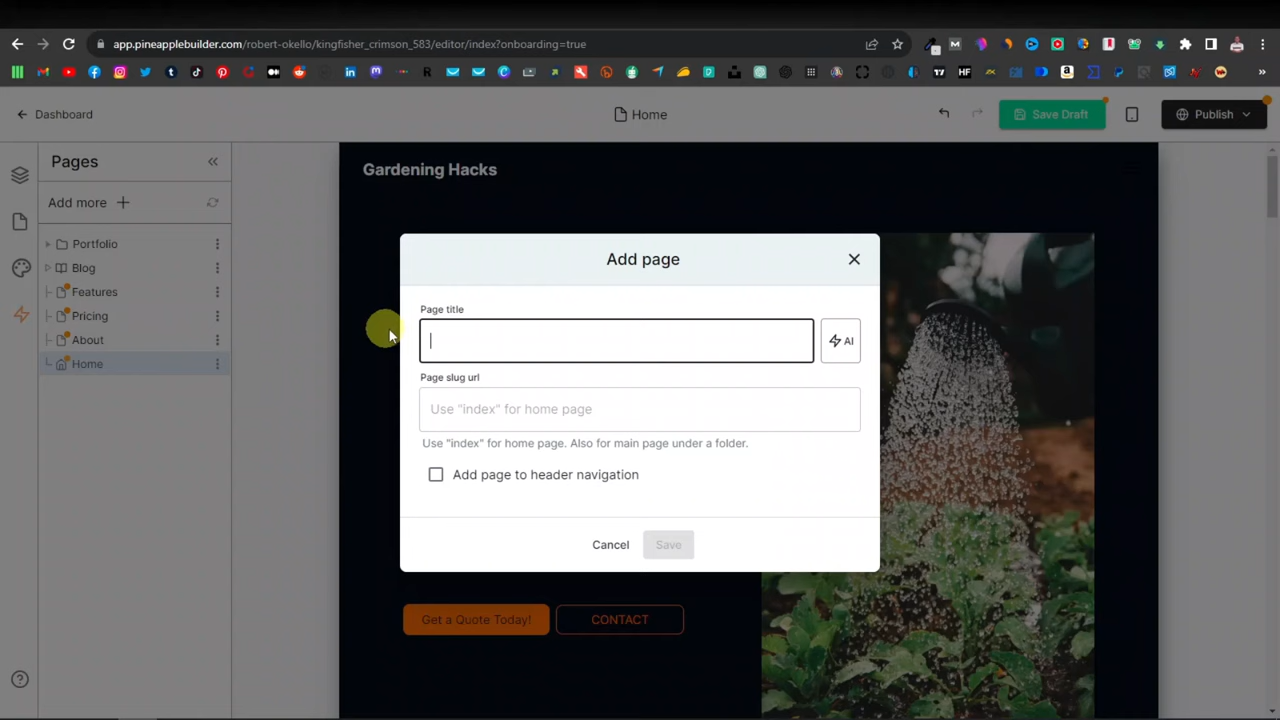 app.pineapplebuilder.com/robert-okello/kingfisher_crimson_583/editor/index?onboarding=true
Dashboard
Home
Save Draft
Publish
Pages
Add more
Portfolio
Blog
Features
Pricing
About
Home
Gardening Hacks
Add page
Page title
AI
Page slug url
Use "index" for home page
Use "index" for home page. Also for main page under a folder.
Add page to header navigation
Cancel
Save
Get a Quote Today!
CONTACT